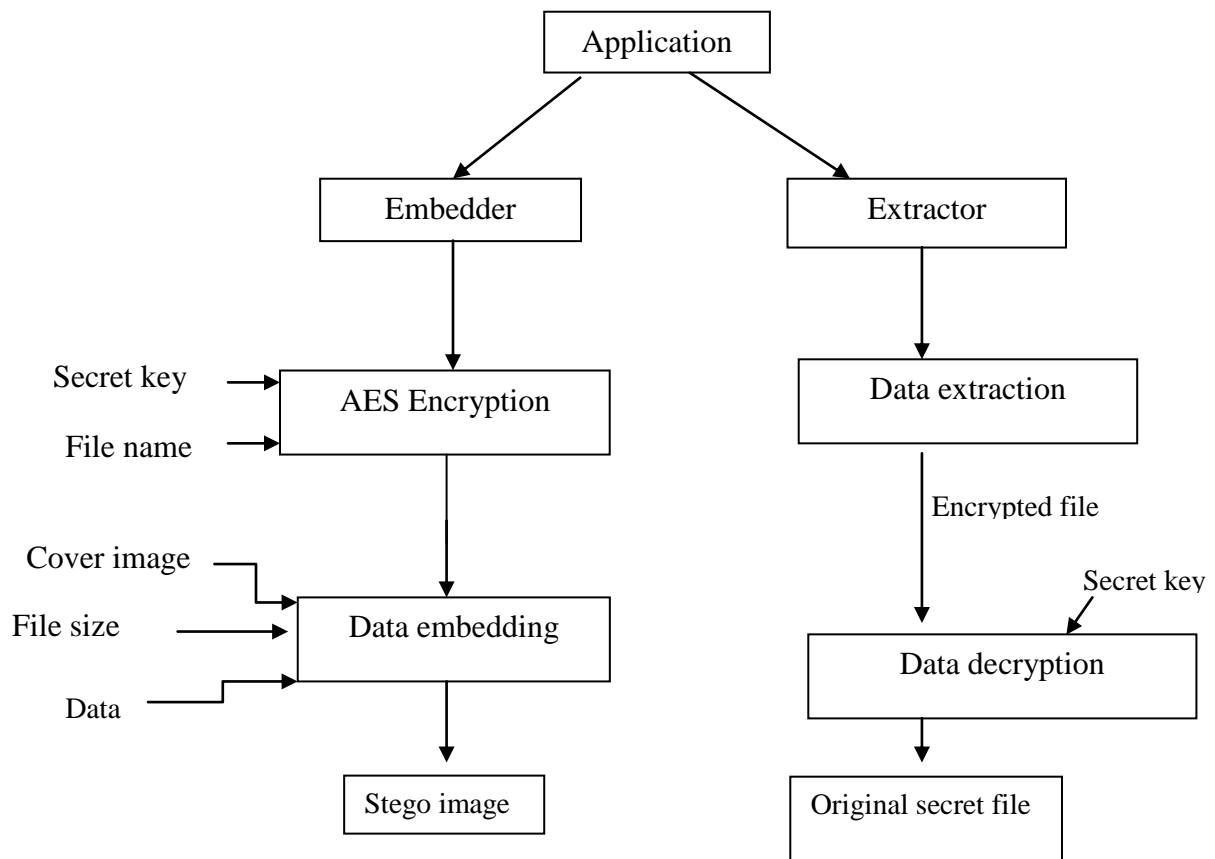 Application
Embedder
Extractor
Secret key
AES Encryption
File name
Data extraction
Encrypted file
Cover image
File size
Data embedding
Data
Secret key
Data decryption
Stego image
Original secret file